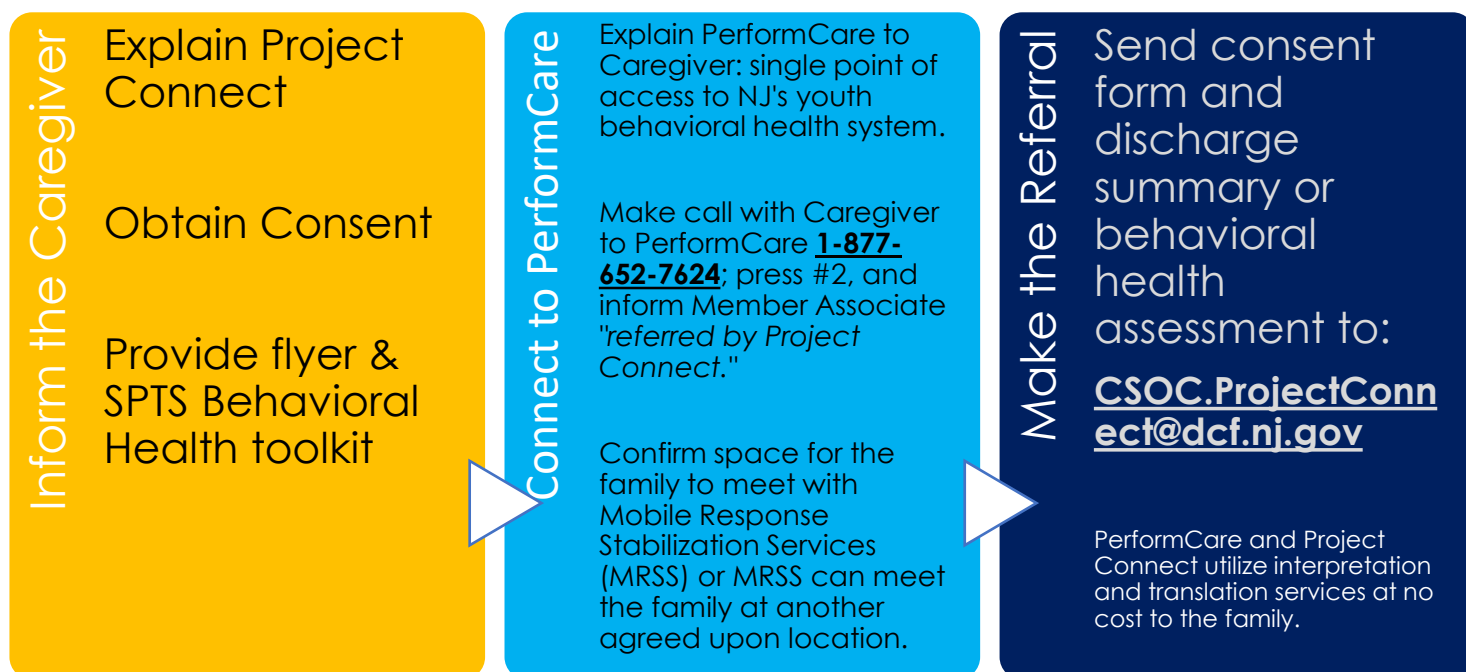 Inform the Caregiver
Explain Project
Connect
Obtain Consent
Provide flyer &
SPTS Behavioral
Health toolkit
Connect to PerformCare
Explain PerformCare to
Caregiver: single point of
access to NJ's youth
behavioral health system.
Make call with Caregiver
to PerformCare 1-877-
652-7624; press #2, and
inform Member Associate
"referred by Project
Connect."
Confirm space for the
family to meet with
Mobile Response
Stabilization Services
(MRSS) or MRSS can meet
the family at another
agreed upon location.
Make the Referral
Send consent
form and
discharge
summary or
behavioral
health
assessment to:
CSOC.ProjectConn
ect@dcf.nj.gov
PerformCare and Project
Connect utilize interpretation
and translation services at no
cost to the family.